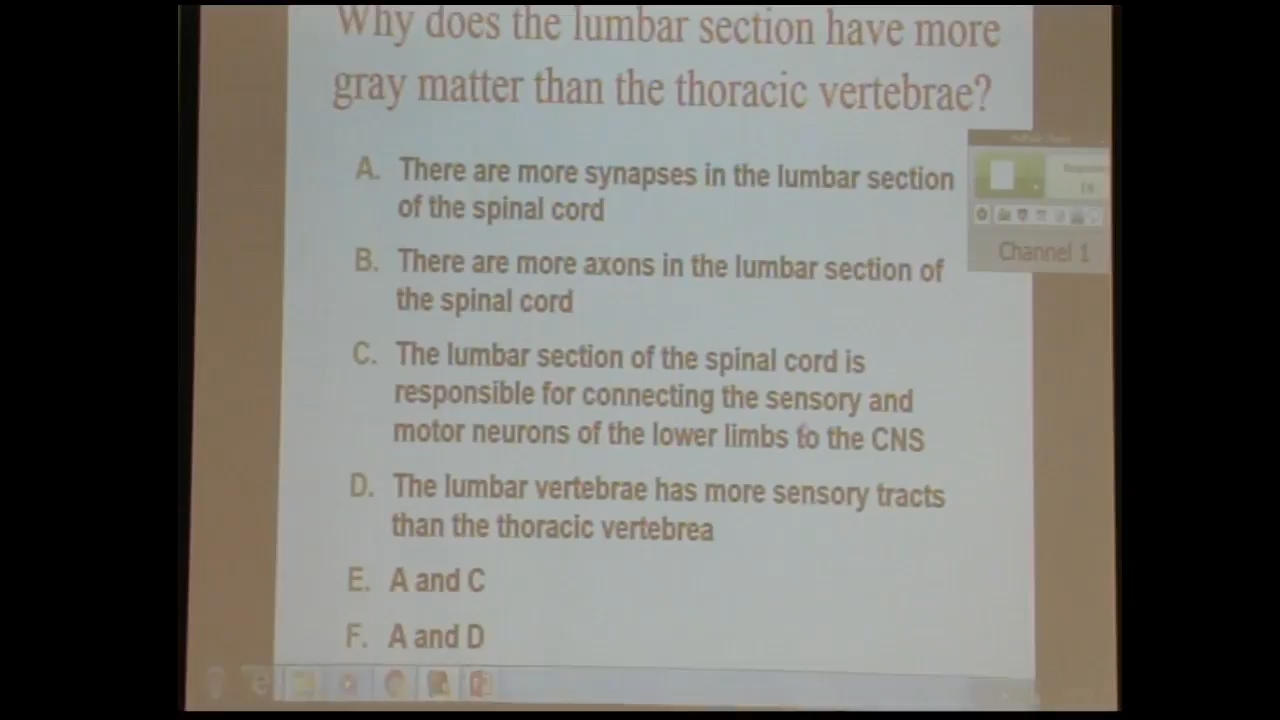 Why does the lumbar section have more
gray matter than the thoracic vertebrae?
A. There are more synapses in the lumbar section
of the spinal cord
B. There are more axons in the lumbar section of
the spinal cord
C. The lumbar section of the spinal cord is
responsible for connecting the sensory and
motor neurons of the lower limbs to the CNS
D. The lumbar vertebrae has more sensory tracts
than the thoracic vertebrea
E. A and C
F. A and D
Channel 1